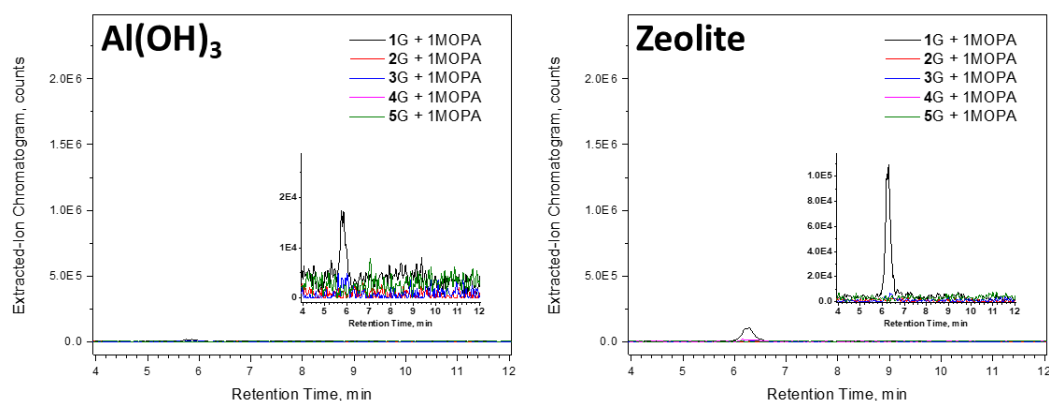 Al(OH)3
1G + 1MOPA
2G + 1MOPA
3G + 1MOPA
4G + 1MOPA
5G + 1MOPA
Extracted-Ion Chromatogram, counts
2.0E6
1.5E6
1.0E6
5.0E5
0.0
4 5 6 7 8 9 10 11 12
Retention Time, min
2E4
1E4
0
4 5 6 7 8 9 10 11 12
Retention Time, min
Zeolite
1G + 1MOPA
2G + 1MOPA
3G + 1MOPA
4G + 1MOPA
5G + 1MOPA
Extracted-Ion Chromatogram, counts
2.0E6
1.5E6
1.0E6
5.0E5
0.0
4 5 6 7 8 9 10 11 12
Retention Time, min
1.0E5
8.0E4
6.0E4
4.0E4
2.0E4
0.0
4 5 6 7 8 9 10 11 12
Retention Time, min